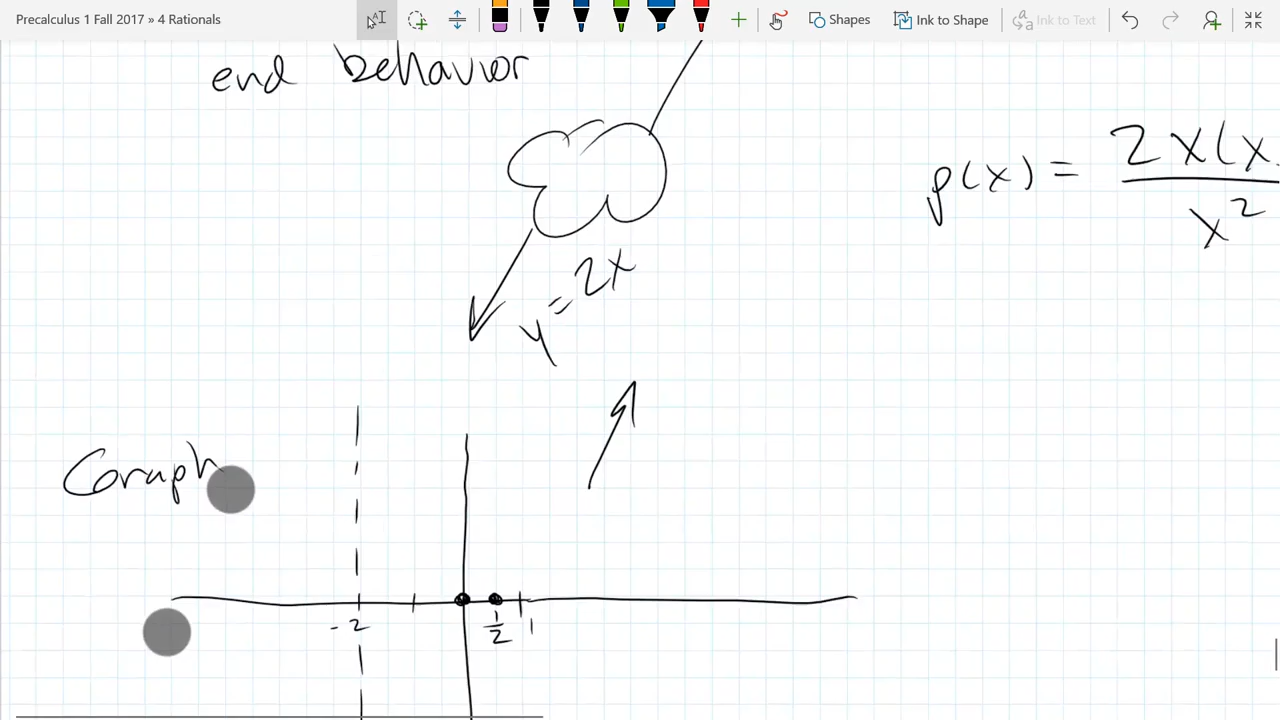 Precalculus 1 Fall 2017 » 4 Rationals
Shapes
Ink to Shape
Ink to Text
end behavior
p(x) = 2x(x
x²
y = 2x
Graph
-2
1/2
1